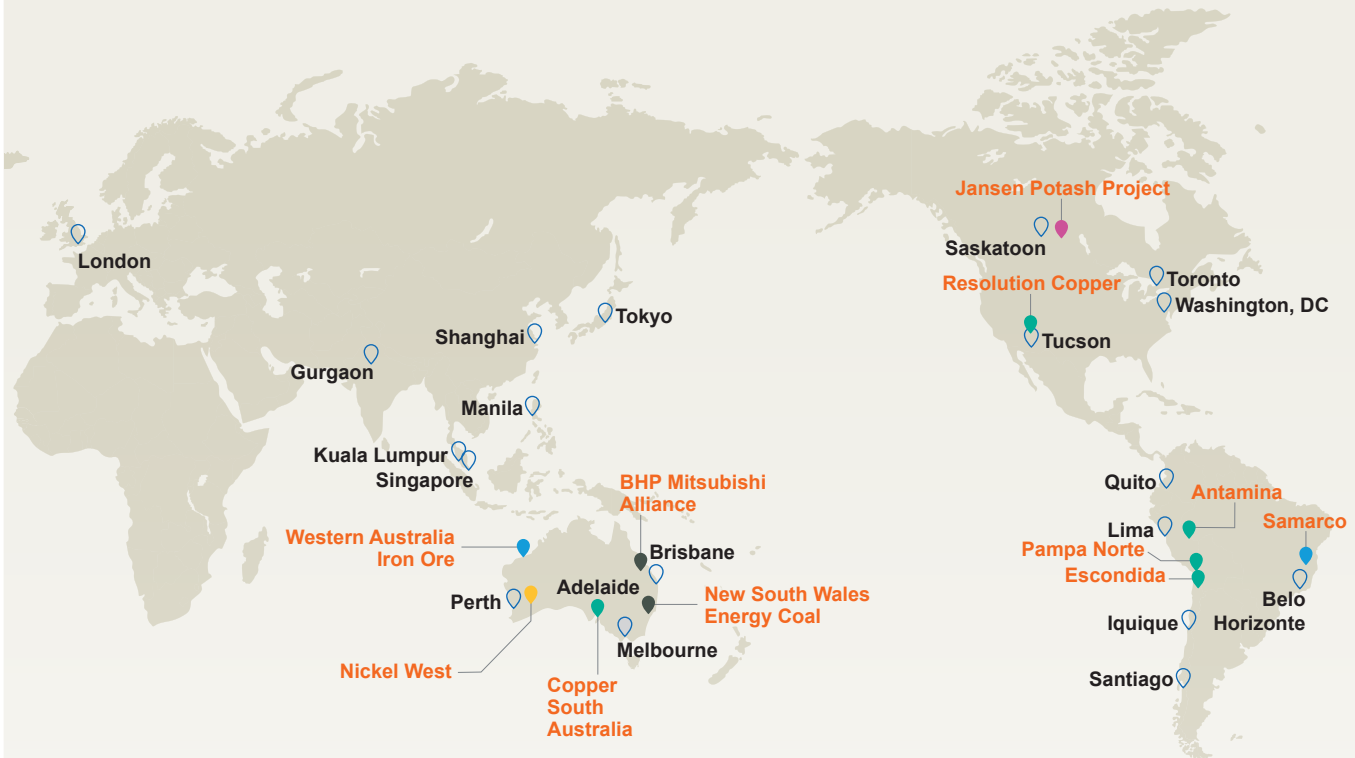 Jansen Potash Project
Saskatoon
London
Toronto
Resolution Copper
Washington, DC
Tokyo
Shanghai
Tucson
Gurgaon
Manila
Kuala Lumpur
Singapore
BHP Mitsubishi
Alliance
Quito
Antamina
Samarco
Lima
Western Australia
Iron Ore
Pampa Norte
Brisbane
Escondida
Adelaide
Perth
New South Wales
Energy Coal
Belo
Horizonte
Iquique
Melbourne
Nickel West
Santiago
Copper
South
Australia